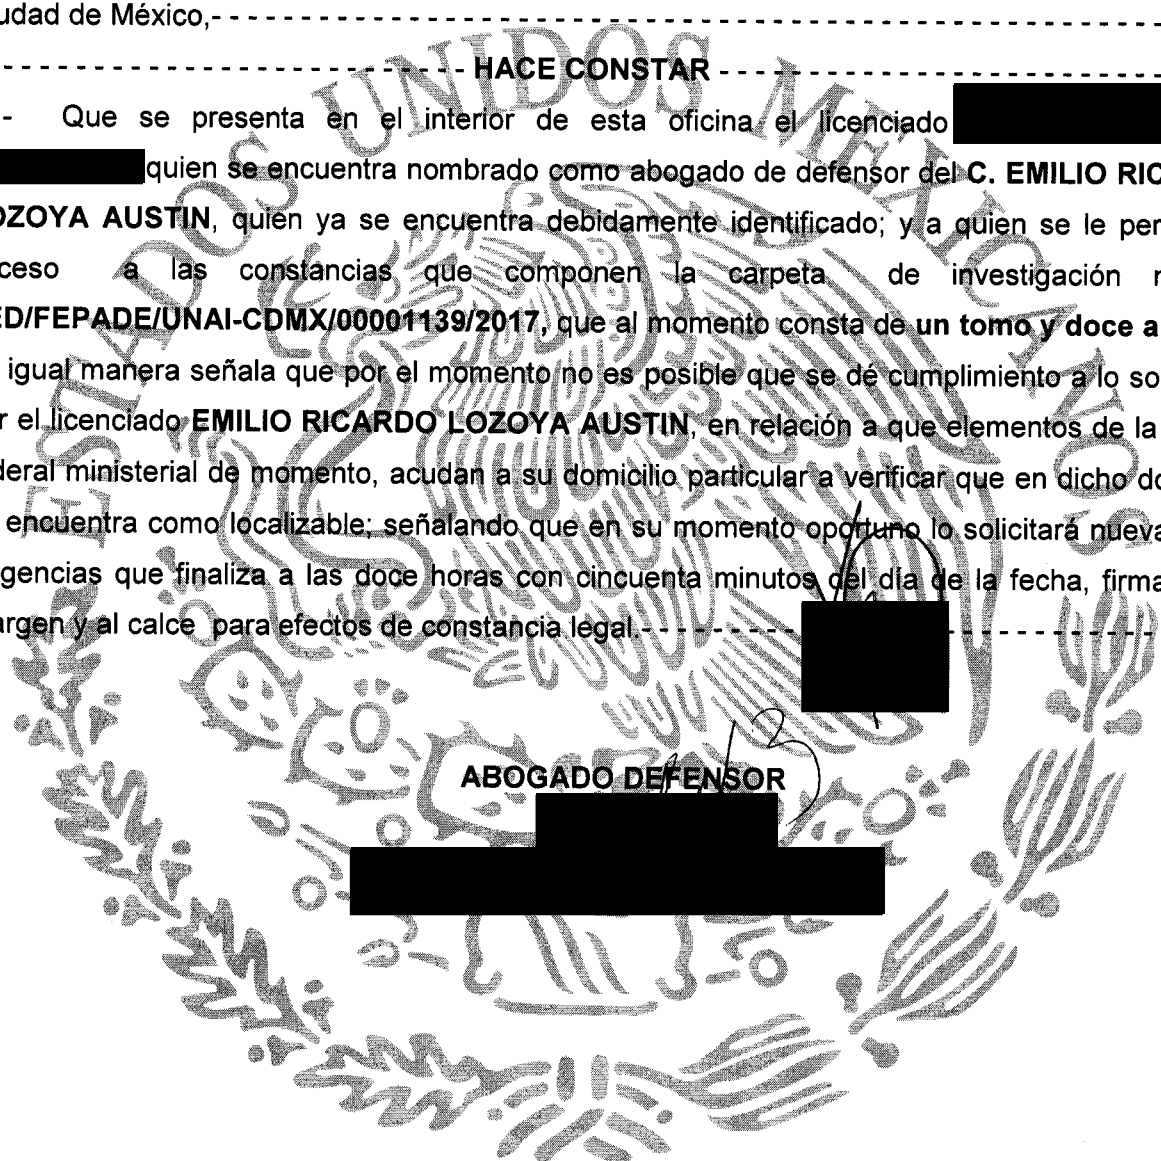 udad de México,- - - - - - - - - - - - - - - - - - - - - - - - - - - - - - - - - - - - - - - - - - - - - - - - - - - - - - - - - - -
- - - - - - - - - - - - - - - - - - - - - - - - - - - - HACE CONSTAR - - - - - - - - - - - - - - - - - - - - - - - - - - - -
- Que se presenta en el interior de esta oficina el licenciado
quien se encuentra nombrado como abogado de defensor del C. EMILIO RIC
OZOYA AUSTIN, quien ya se encuentra debidamente identificado; y a quien se le per
ceso a las constancias que componen la carpeta de investigación n
ED/FEPADE/UNAI-CDMX/00001139/2017, que al momento consta de un tomo y doce a
igual manera señala que por el momento no es posible que se dé cumplimiento a lo so
r el licenciado EMILIO RICARDO LOZOYA AUSTIN, en relación a que elementos de la
deral ministerial de momento, acudan a su domicilio particular a verificar que en dicho do
encuentra como localizable; señalando que en su momento oportuno lo solicitará nueva
gencias que finaliza a las doce horas con cincuenta minutos del día de la fecha, firma
argen y al calce para efectos de constancia legal.- - - - - - - - - - - - - - - - - - - -
ABOGADO DEFENSOR
ESTADOS UNIDOS MEXICANOS